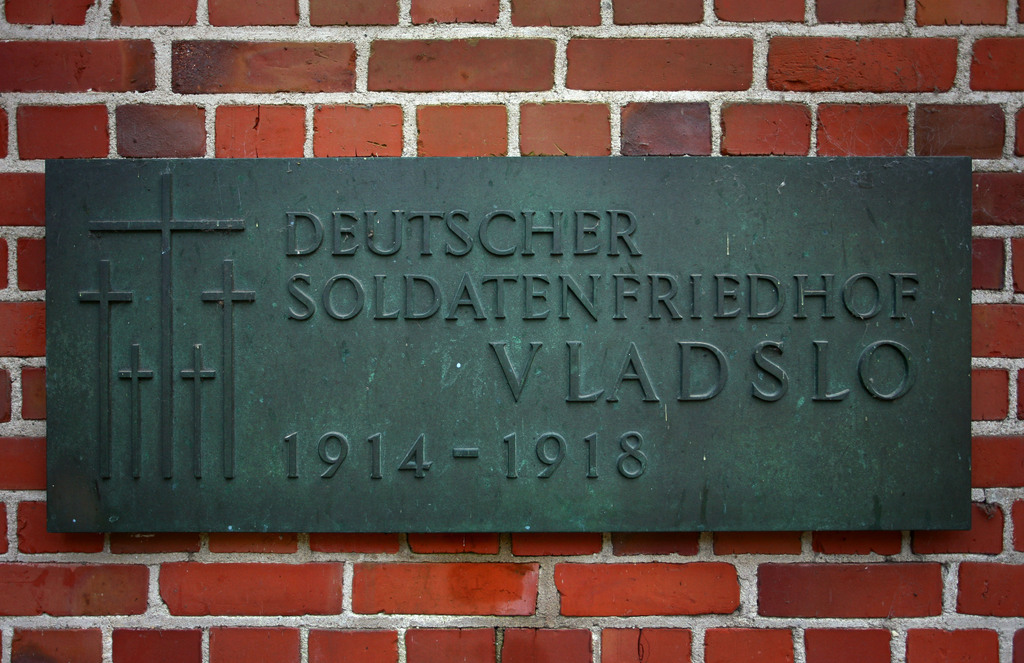 DEUTSCHER
SOLDATENFRIEDHOF
VLADSLO
1914-1918